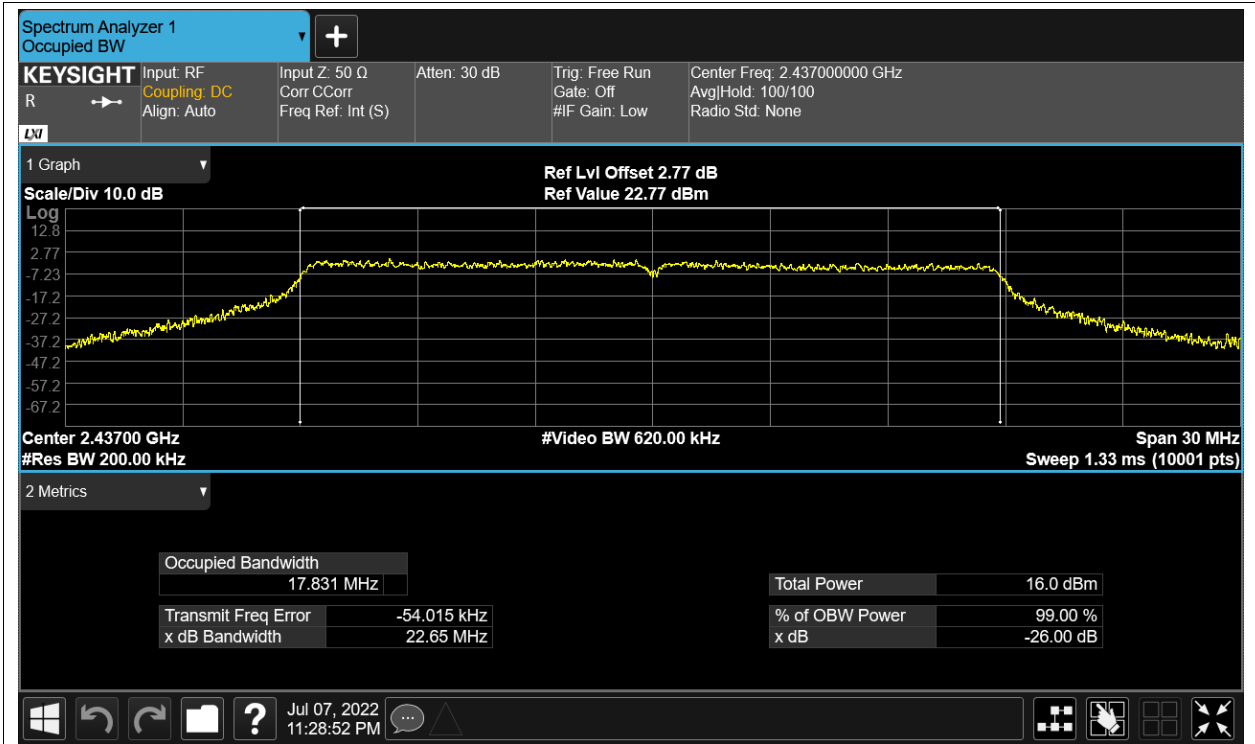 Spectrum Analyzer 1
Occupied BW
KEYSIGHT
R
LXI
Input: RF
Coupling: DC
Align: Auto
Input Z: 50 Ω
Corr CCorr
Freq Ref: Int (S)
Atten: 30 dB
Trig: Free Run
Gate: Off
#IF Gain: Low
Center Freq: 2.437000000 GHz
Avg|Hold: 100/100
Radio Std: None
1 Graph
Scale/Div 10.0 dB
Ref Lvl Offset 2.77 dB
Ref Value 22.77 dBm
Log
12.8
2.77
-7.23
-17.2
-27.2
-37.2
-47.2
-57.2
-67.2
Center 2.43700 GHz
#Res BW 200.00 kHz
#Video BW 620.00 kHz
Span 30 MHz
Sweep 1.33 ms (10001 pts)
2 Metrics
Occupied Bandwidth
17.831 MHz
Transmit Freq Error -54.015 kHz
x dB Bandwidth 22.65 MHz
Total Power 16.0 dBm
% of OBW Power 99.00 %
x dB -26.00 dB
Jul 07, 2022
11:28:52 PM